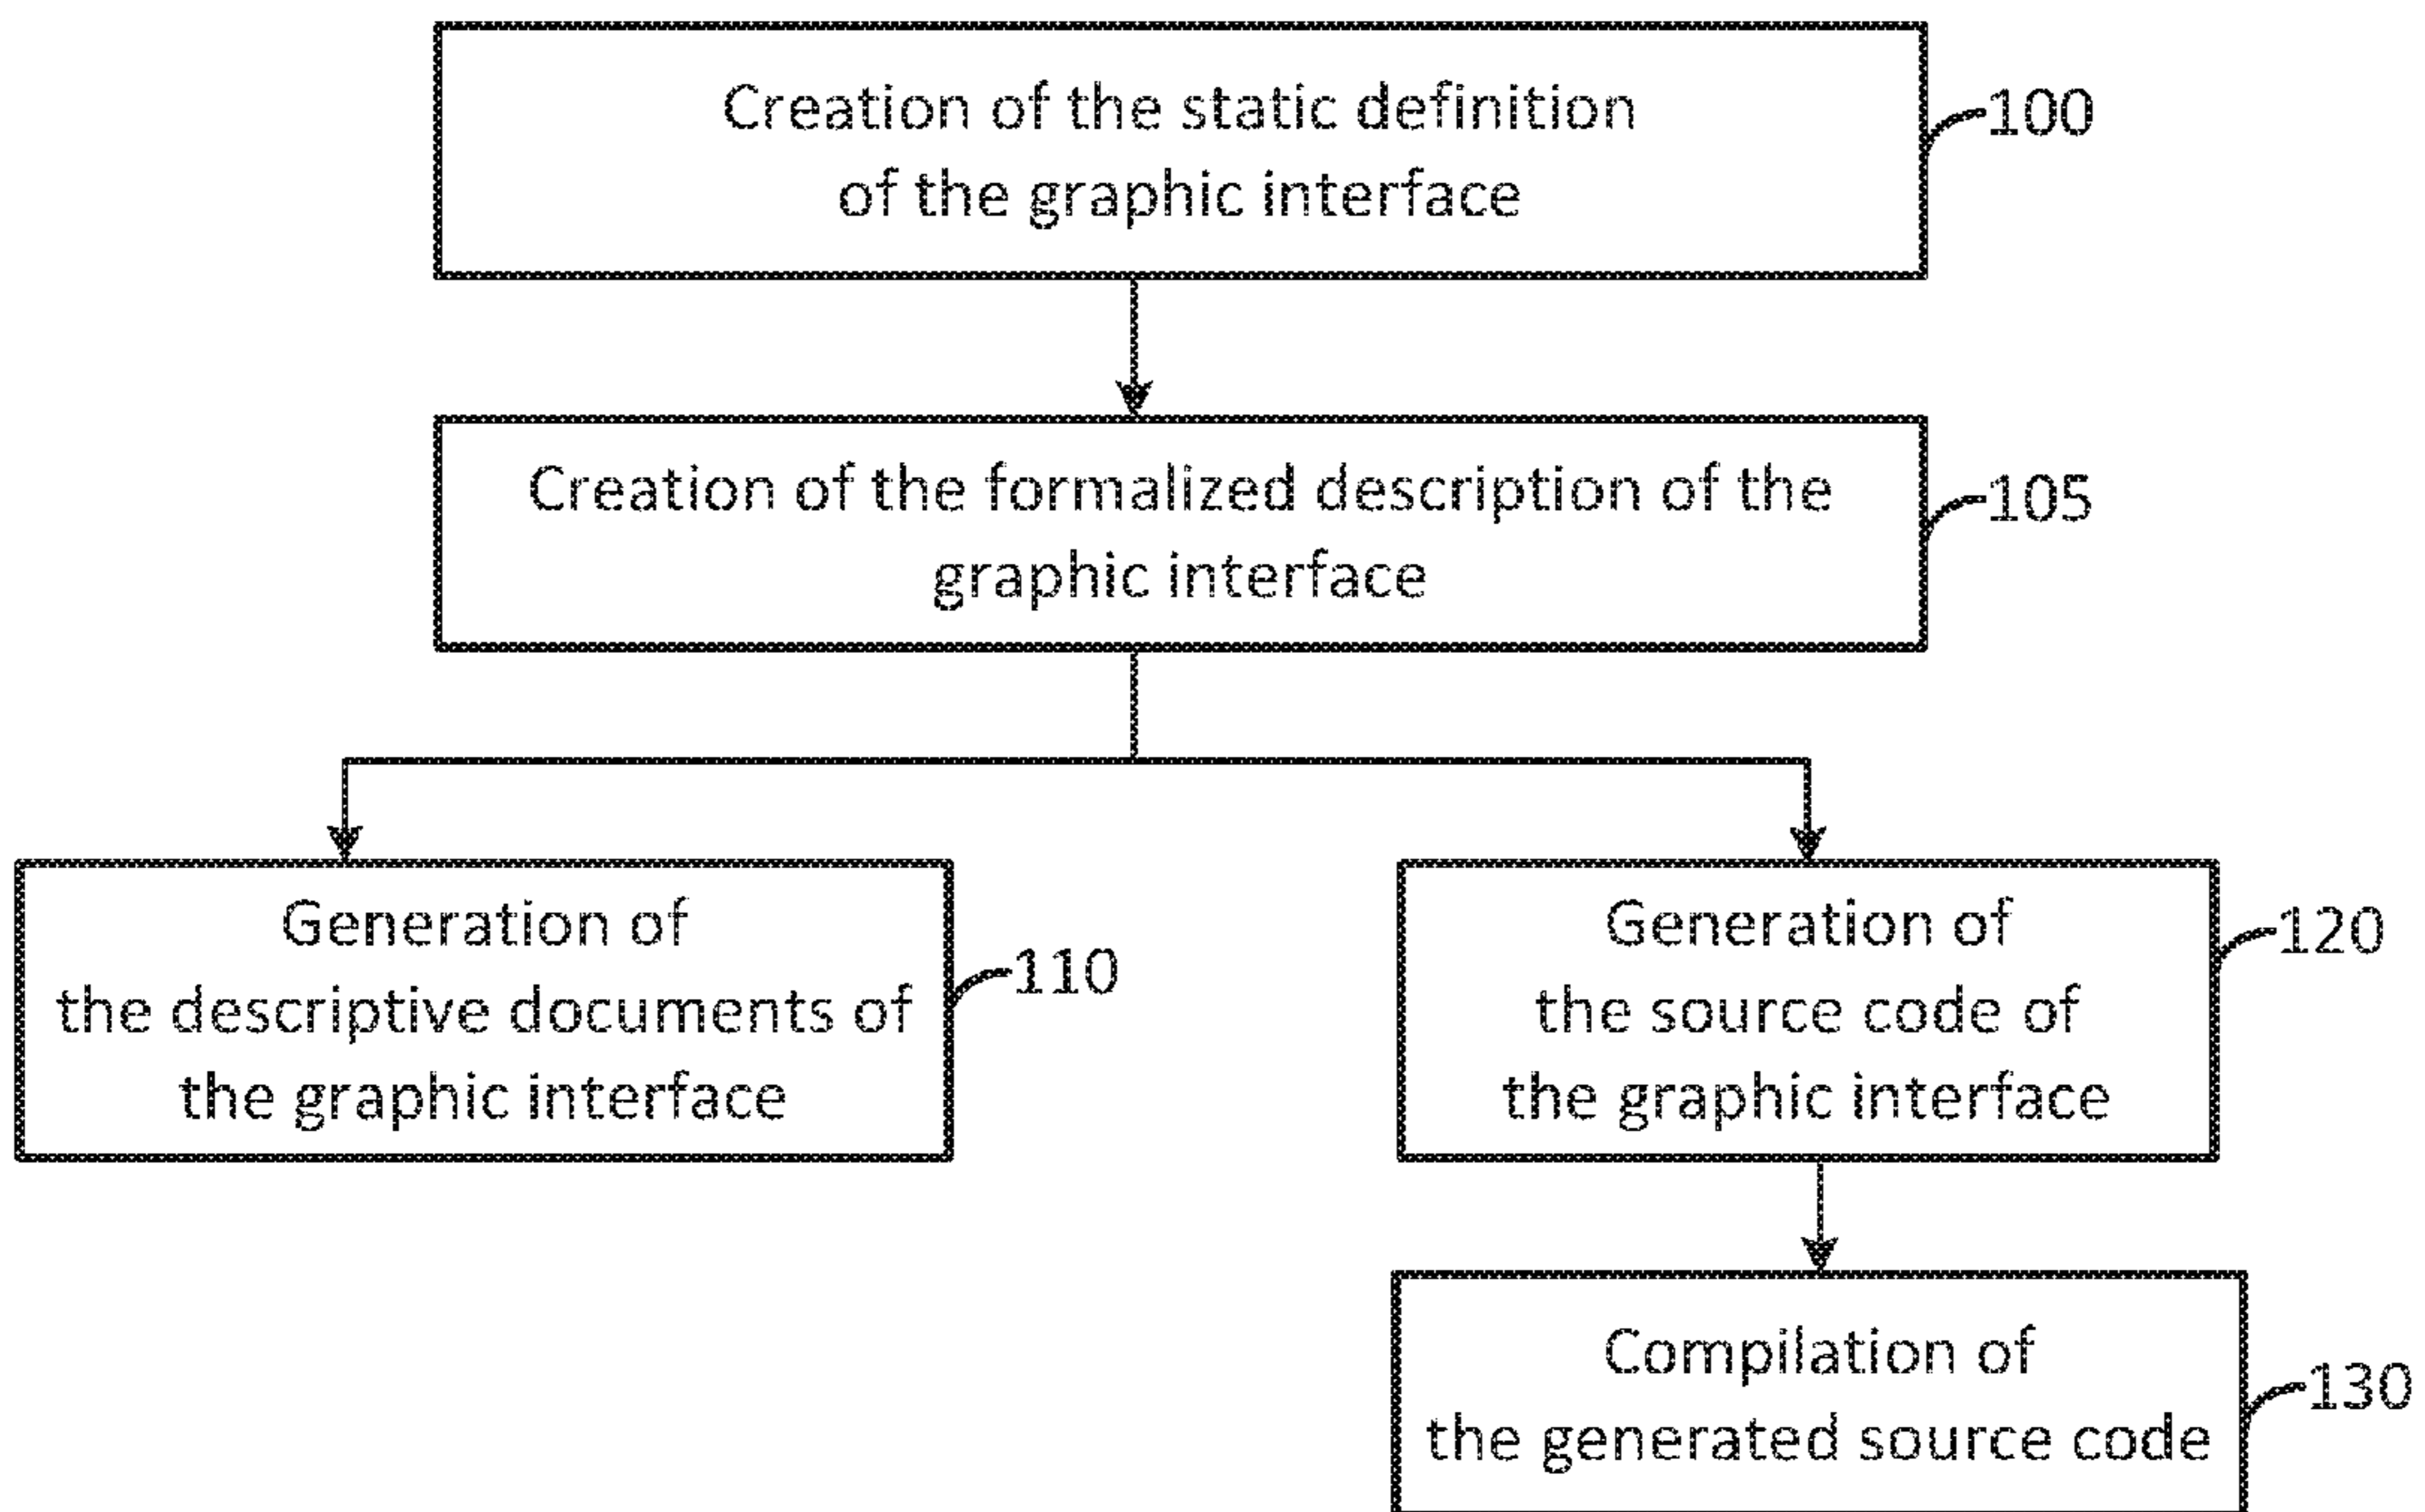 Creation of the static definition
of the graphic interface
100
Creation of the formalized description of the
graphic interface
105
Generation of
the descriptive documents of
the graphic interface
110
Generation of
the source code of
the graphic interface
120
Compilation of
the generated source code
130